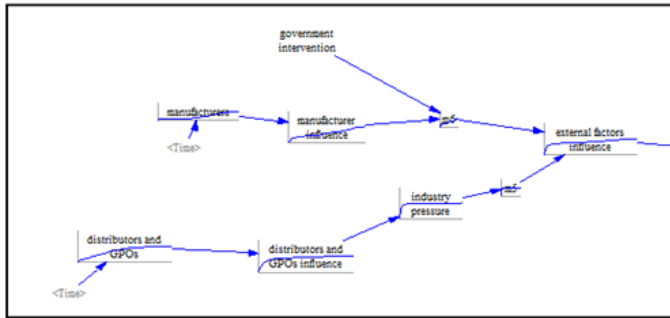 government
intervention
manufacturers
manufacturer
influence
m6
external factors
influence
<Time>
m5
industry
pressure
distributors and
GPOs
distributors and
GPOs influence
<Time>